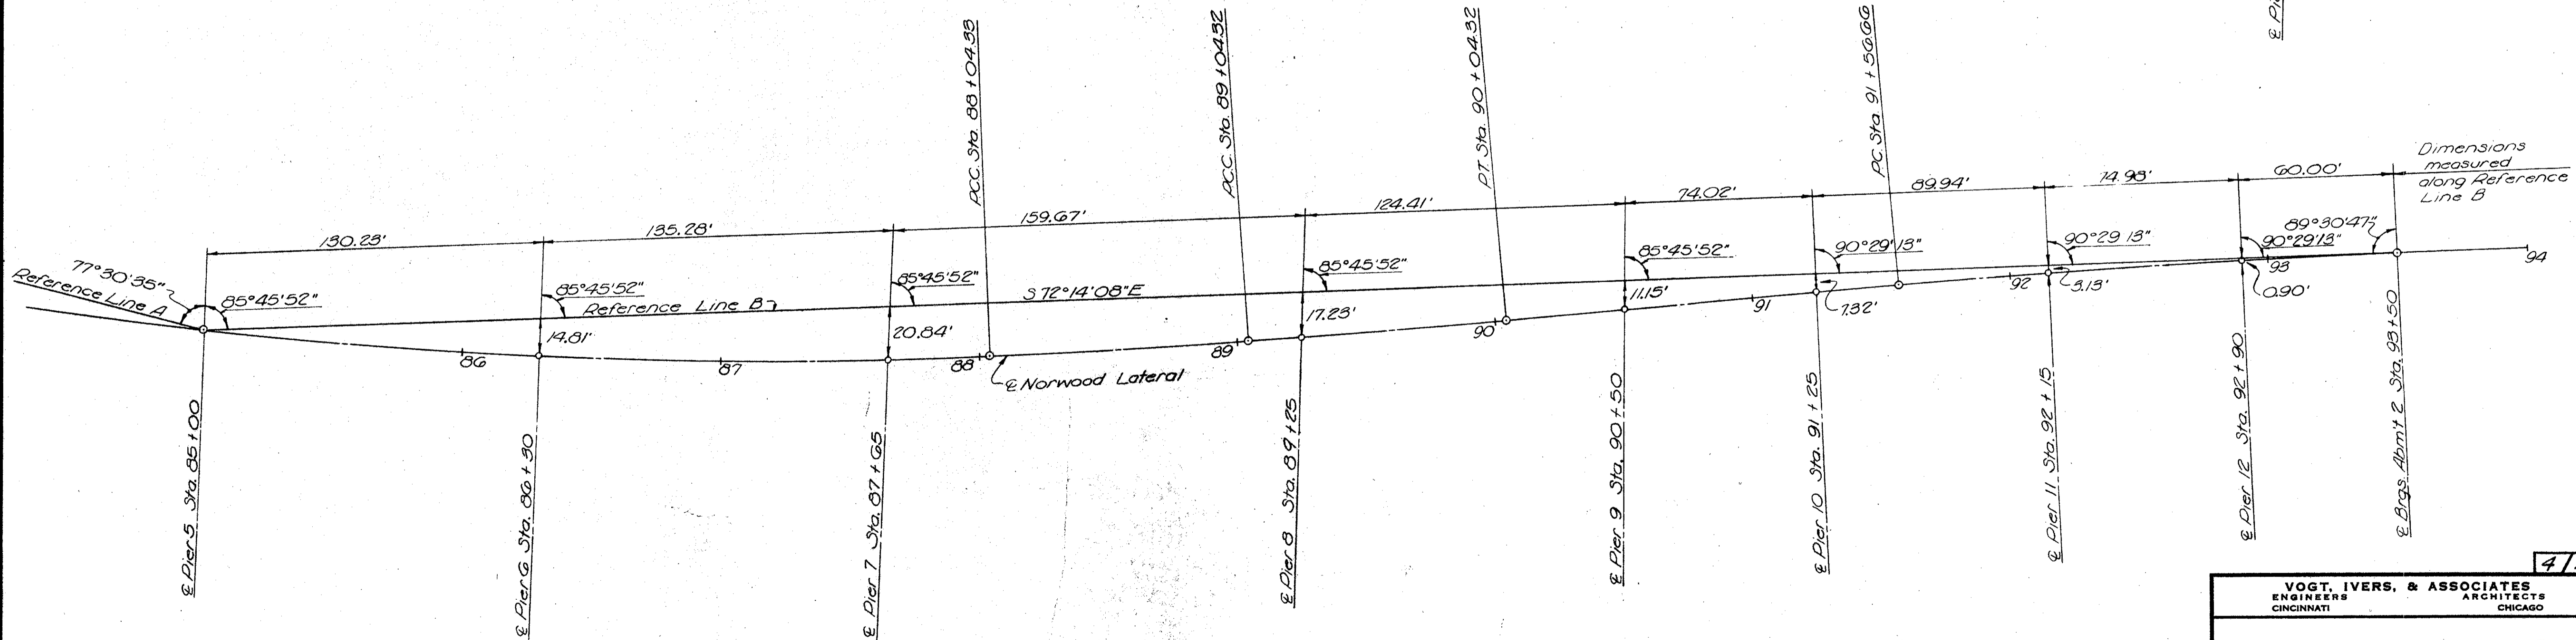 PCC. Sta. 88+04.33
PCC. Sta. 89+04.32
PT. Sta. 90+04.32
PC. Sta 91+56.66
Dimensions
measured
along Reference
Line B
130.23'
135.28'
159.67'
124.41'
74.02'
89.94'
74.98'
60.00'
77°30'35"
Reference Line A
85°45'52"
85°45'52"
Reference Line B
85°45'52"
S 72°14'08"E
85°45'52"
85°45'52"
90°29'13"
90°29'13"
90°29'13"
89°30'47"
14.81'
20.84'
17.23'
11.15'
7.32'
3.13'
0.90'
86
87
88
89
90
91
92
93
94
℄ Norwood Lateral
℄ Pier 5 Sta. 85+00
℄ Pier 6 Sta. 86+30
℄ Pier 7 Sta. 87+65
℄ Pier 8 Sta. 89+25
℄ Pier 9 Sta. 90+50
℄ Pier 10 Sta. 91+25
℄ Pier 11 Sta. 92+15
℄ Pier 12 Sta. 92+90
℄ Brgs. Abm't 2 Sta. 93+50
VOGT, IVERS, & ASSOCIATES
ENGINEERS ARCHITECTS
CINCINNATI CHICAGO